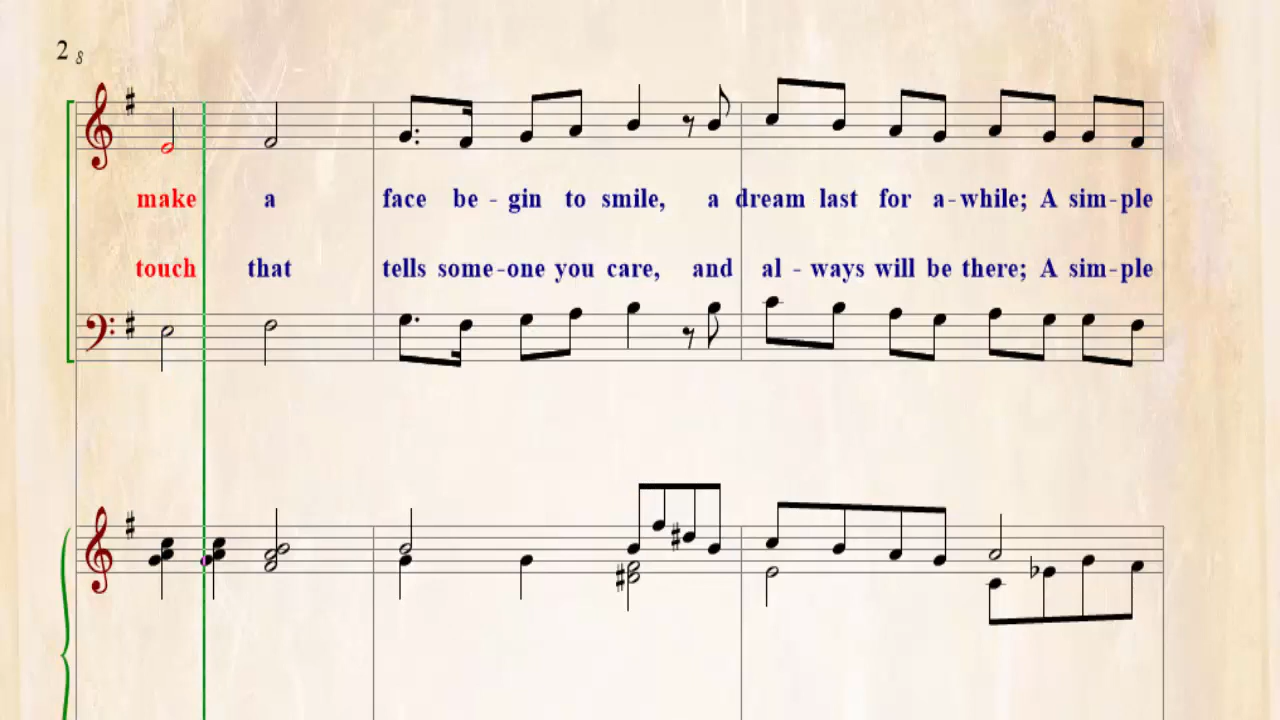 2 8
make a face be - gin to smile, a dream last for a - while; A sim - ple
touch that tells some - one you care, and al - ways will be there; A sim - ple